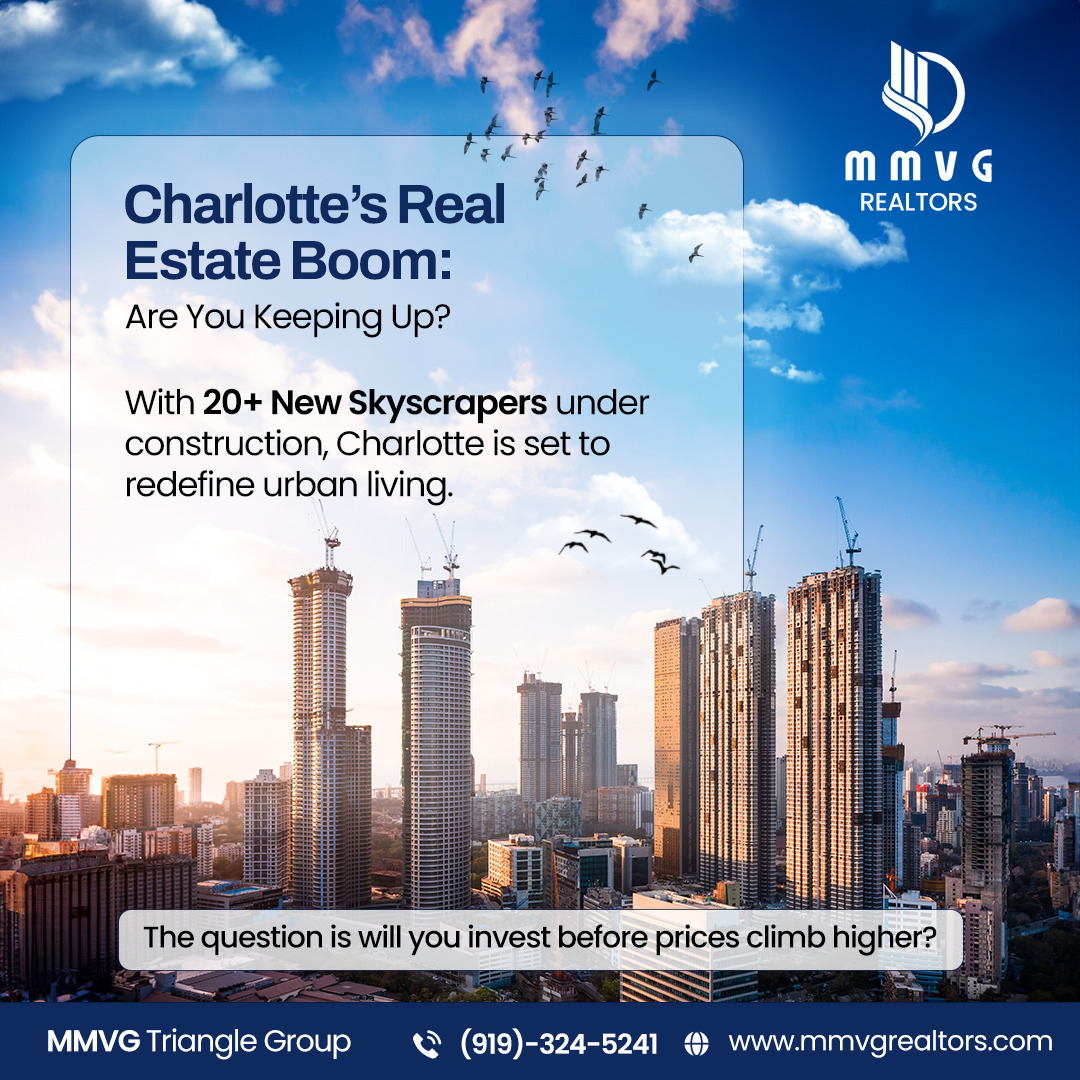 MMVG
REALTORS
Charlotte’s Real
Estate Boom:
Are You Keeping Up?
With 20+ New Skyscrapers under
construction, Charlotte is set to
redefine urban living.
The question is will you invest before prices climb higher?
MMVG Triangle Group (919)-324-5241 www.mmvgrealtors.com